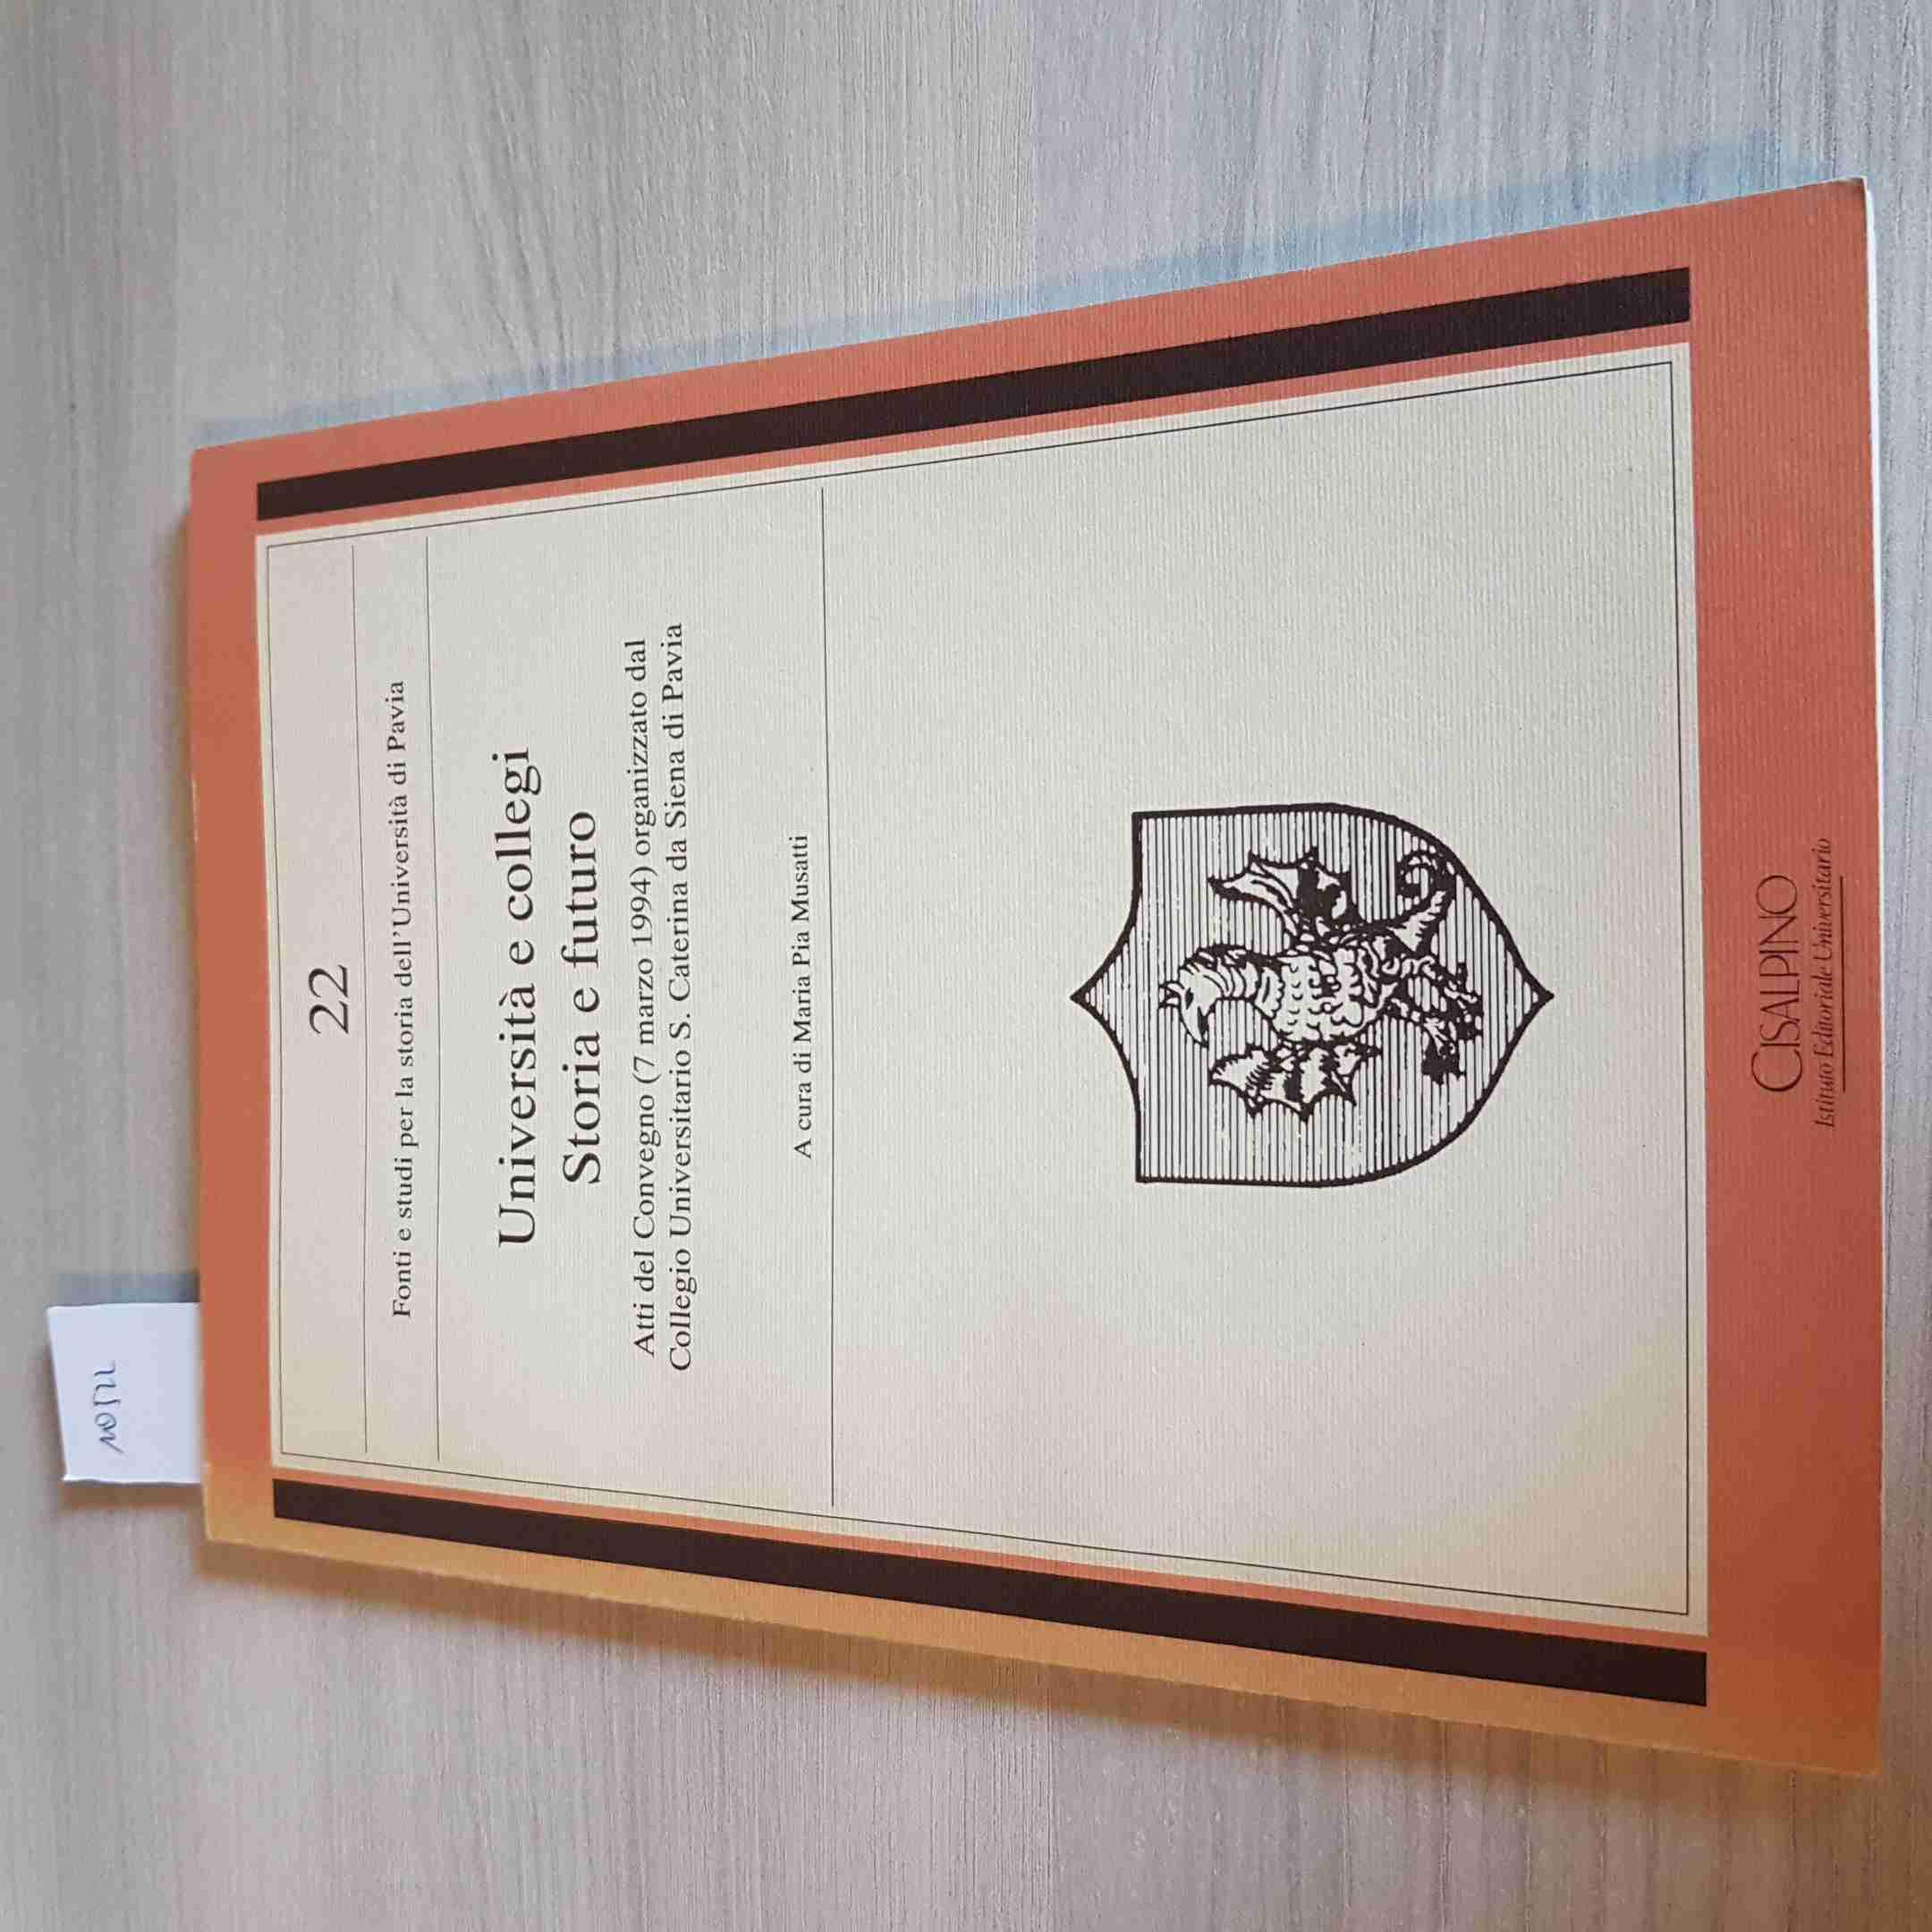 22
Fonti e studi per la storia dell'Università di Pavia
Università e collegi
Storia e futuro
Atti del Convegno (7 marzo 1994) organizzato dal
Collegio Universitario S. Caterina da Siena di Pavia
A cura di Maria Pia Musatti
CISALPINO
Istituto Editoriale Universitario